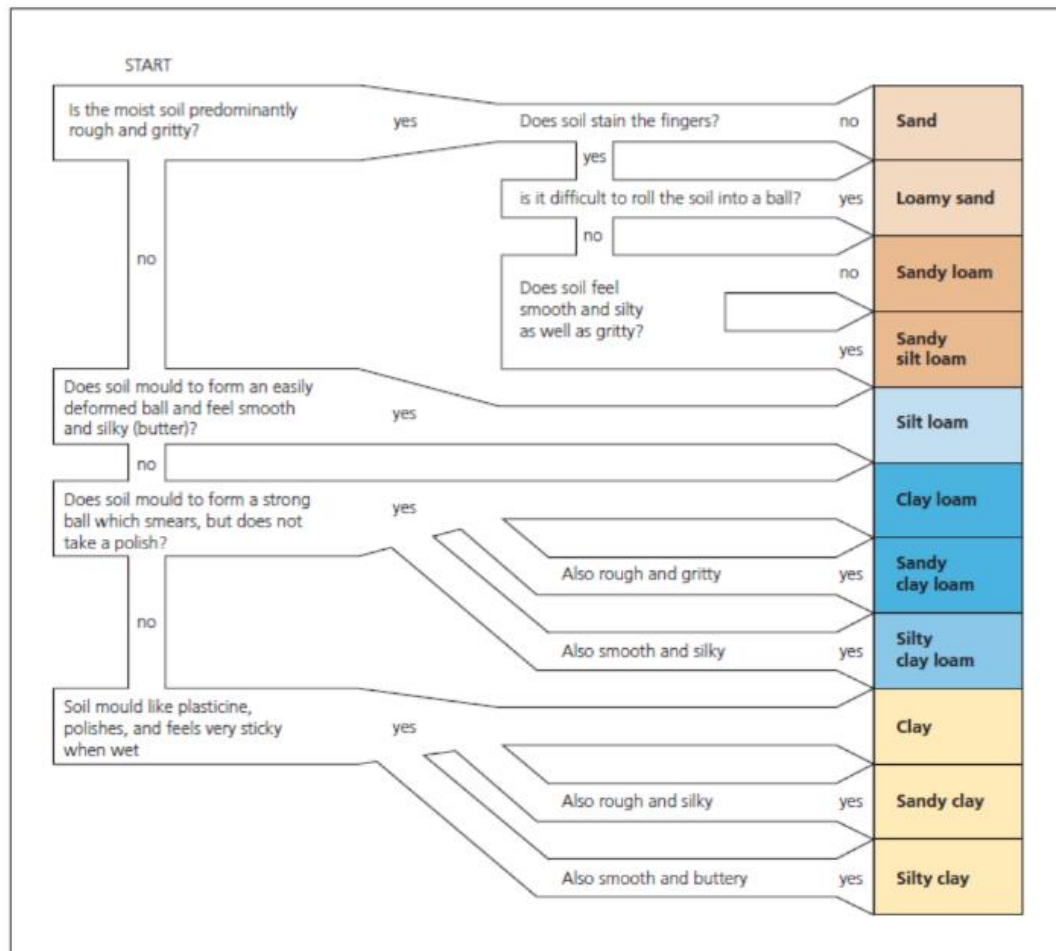 START
Is the moist soil predominantly
rough and gritty?
yes
Does soil stain the fingers?
no
Sand
yes
is it difficult to roll the soil into a ball?
yes
Loamy sand
no
no
Does soil feel
smooth and silty
as well as gritty?
no
Sandy loam
yes
Sandy
silt loam
Does soil mould to form an easily
deformed ball and feel smooth
and silky (butter)?
yes
Silt loam
no
Does soil mould to form a strong
ball which smears, but does not
take a polish?
yes
Clay loam
Also rough and gritty
yes
Sandy
clay loam
no
Also smooth and silky
yes
Silty
clay loam
Soil mould like plasticine,
polishes, and feels very sticky
when wet
yes
Clay
Also rough and silky
yes
Sandy clay
Also smooth and buttery
yes
Silty clay